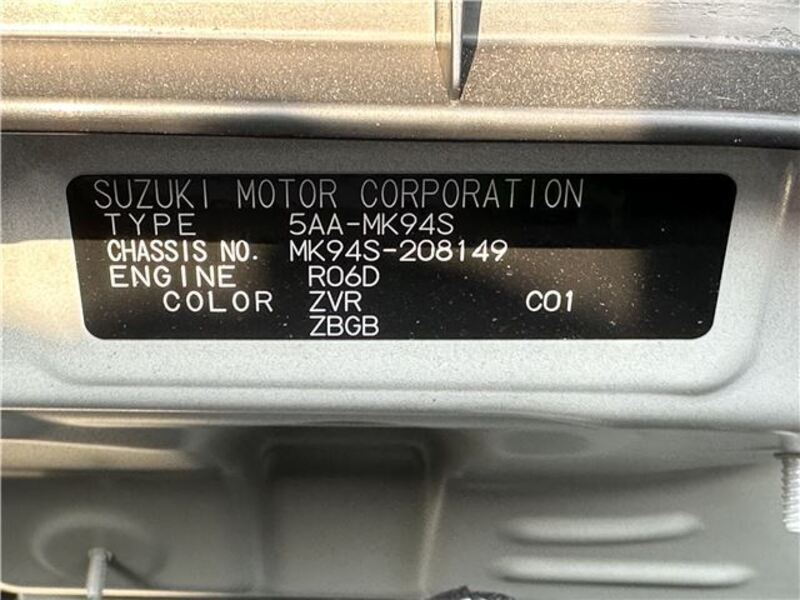 SUZUKI MOTOR CORPORATION
TYPE 5AA-MK94S
CHASSIS NO. MK94S-208149
ENGINE R06D
COLOR ZVR C01
ZBGB